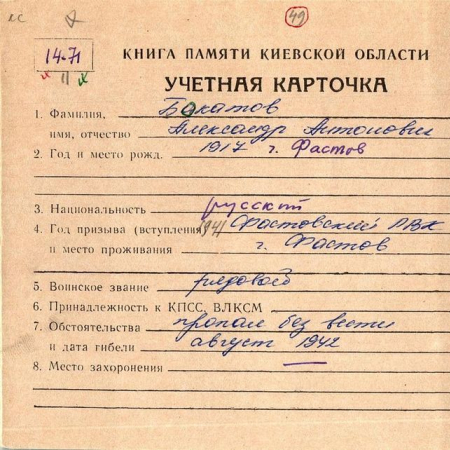 49
14-71
КНИГА ПАМЯТИ КИЕВСКОЙ ОБЛАСТИ
УЧЕТНАЯ КАРТОЧКА
1. Фамилия, Бокатов
имя, отчество Александр Антонович
2. Год и место рожд. 1917 г. Фастов
3. Национальность русский
4. Год призыва (вступления) 1941 Фастовский РВК
и место проживания г. Фастов
5. Воинское звание рядовой
6. Принадлежность к КПСС, ВЛКСМ
7. Обстоятельства пропал без вести
и дата гибели август 1942
8. Место захоронения —